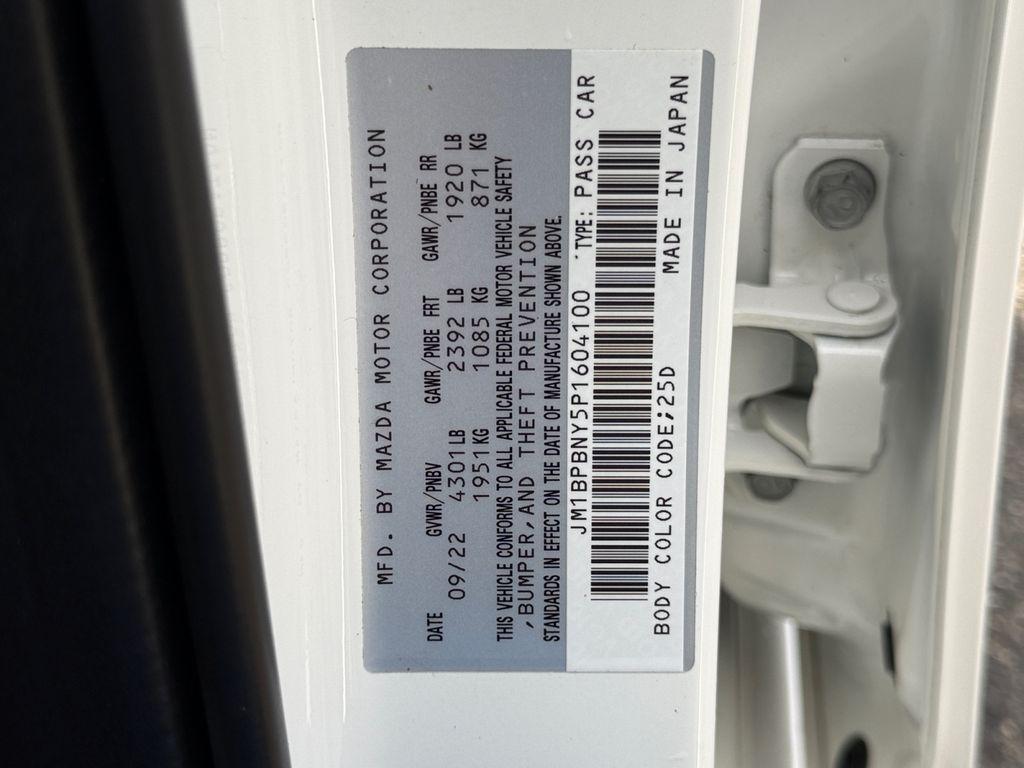 MFD. BY MAZDA MOTOR CORPORATION
DATE GVWR/PNBV GAWR/PNBE FRT GAWR/PNBE RR
09/22 4301LB 2392 LB 1920 LB
1951KG 1085 KG 871 KG
THIS VEHICLE CONFORMS TO ALL APPLICABLE FEDERAL MOTOR VEHICLE SAFETY
,BUMPER,AND THEFT PREVENTION
STANDARDS IN EFFECT ON THE DATE OF MANUFACTURE SHOWN ABOVE.
JM1BPBNY5P1604100 TYPE: PASS CAR
BODY COLOR CODE;25D MADE IN JAPAN